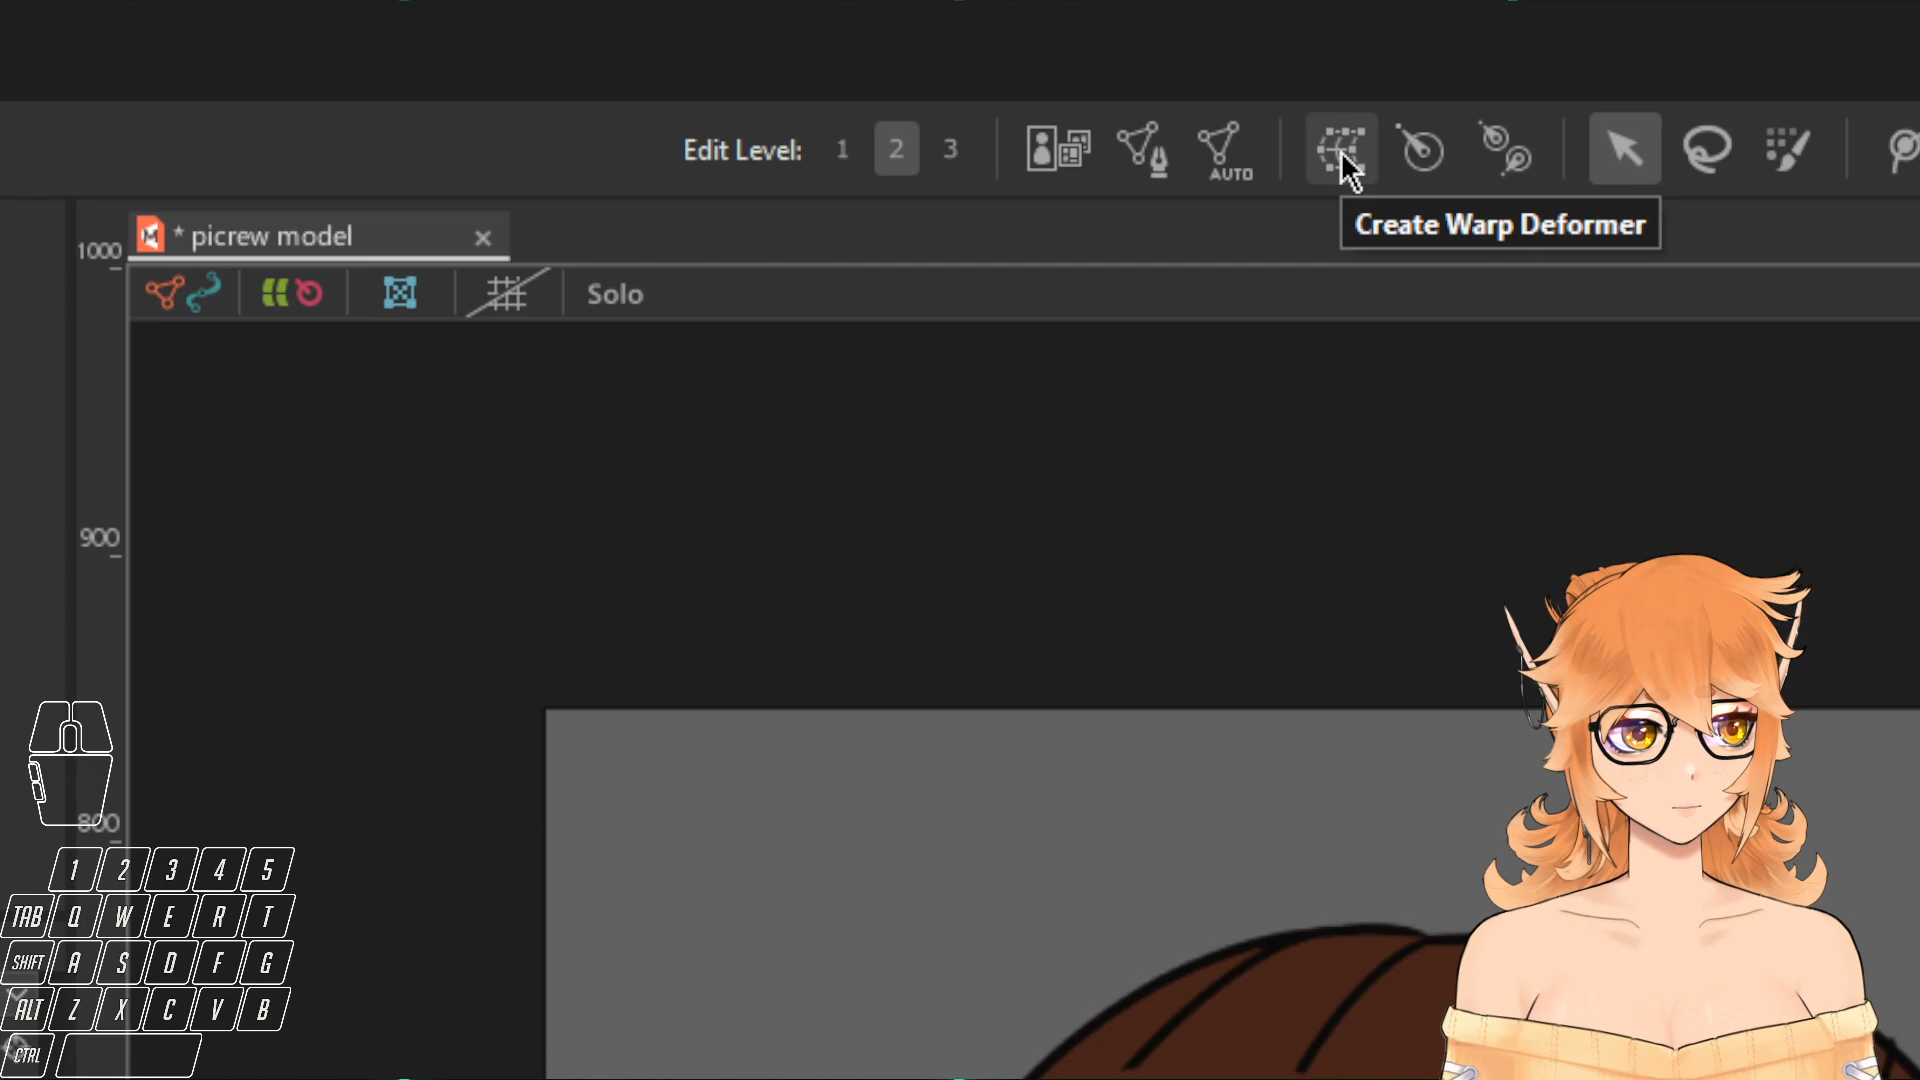 Edit Level: 1 2 3
AUTO
Create Warp Deformer
1000
* picrew model
Solo
900
800
1 2 3 4 5
TAB Q W E R T
SHIFT A S D F G
ALT Z X C V B
CTRL